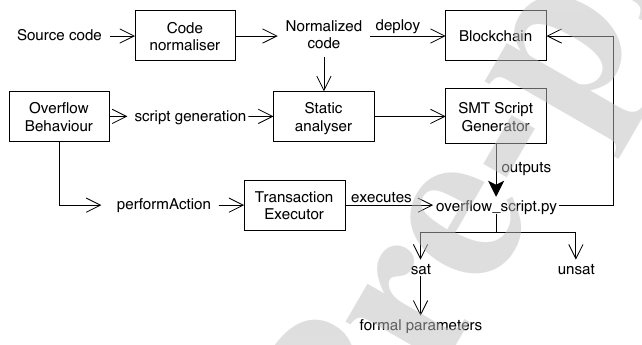 Source code
Code
normaliser
Normalized
code
deploy
Blockchain
Overflow
Behaviour
script generation
Static
analyser
SMT Script
Generator
outputs
performAction
Transaction
Executor
executes
overflow_script.py
sat
unsat
formal parameters
Pre-p